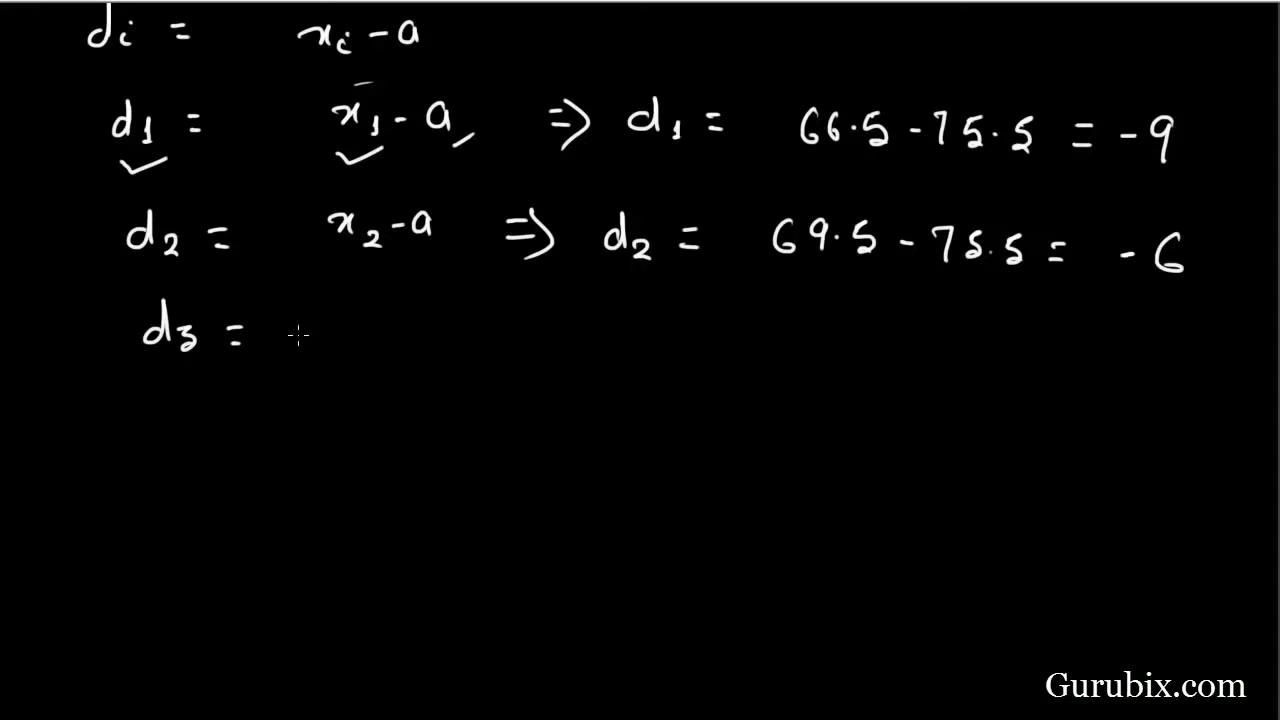 di = xi - a
d1 = x1 - a, => d1 = 66.5 - 75.5 = -9
d2 = x2 - a => d2 = 69.5 - 75.5 = -6
d3 =
Gurubix.com